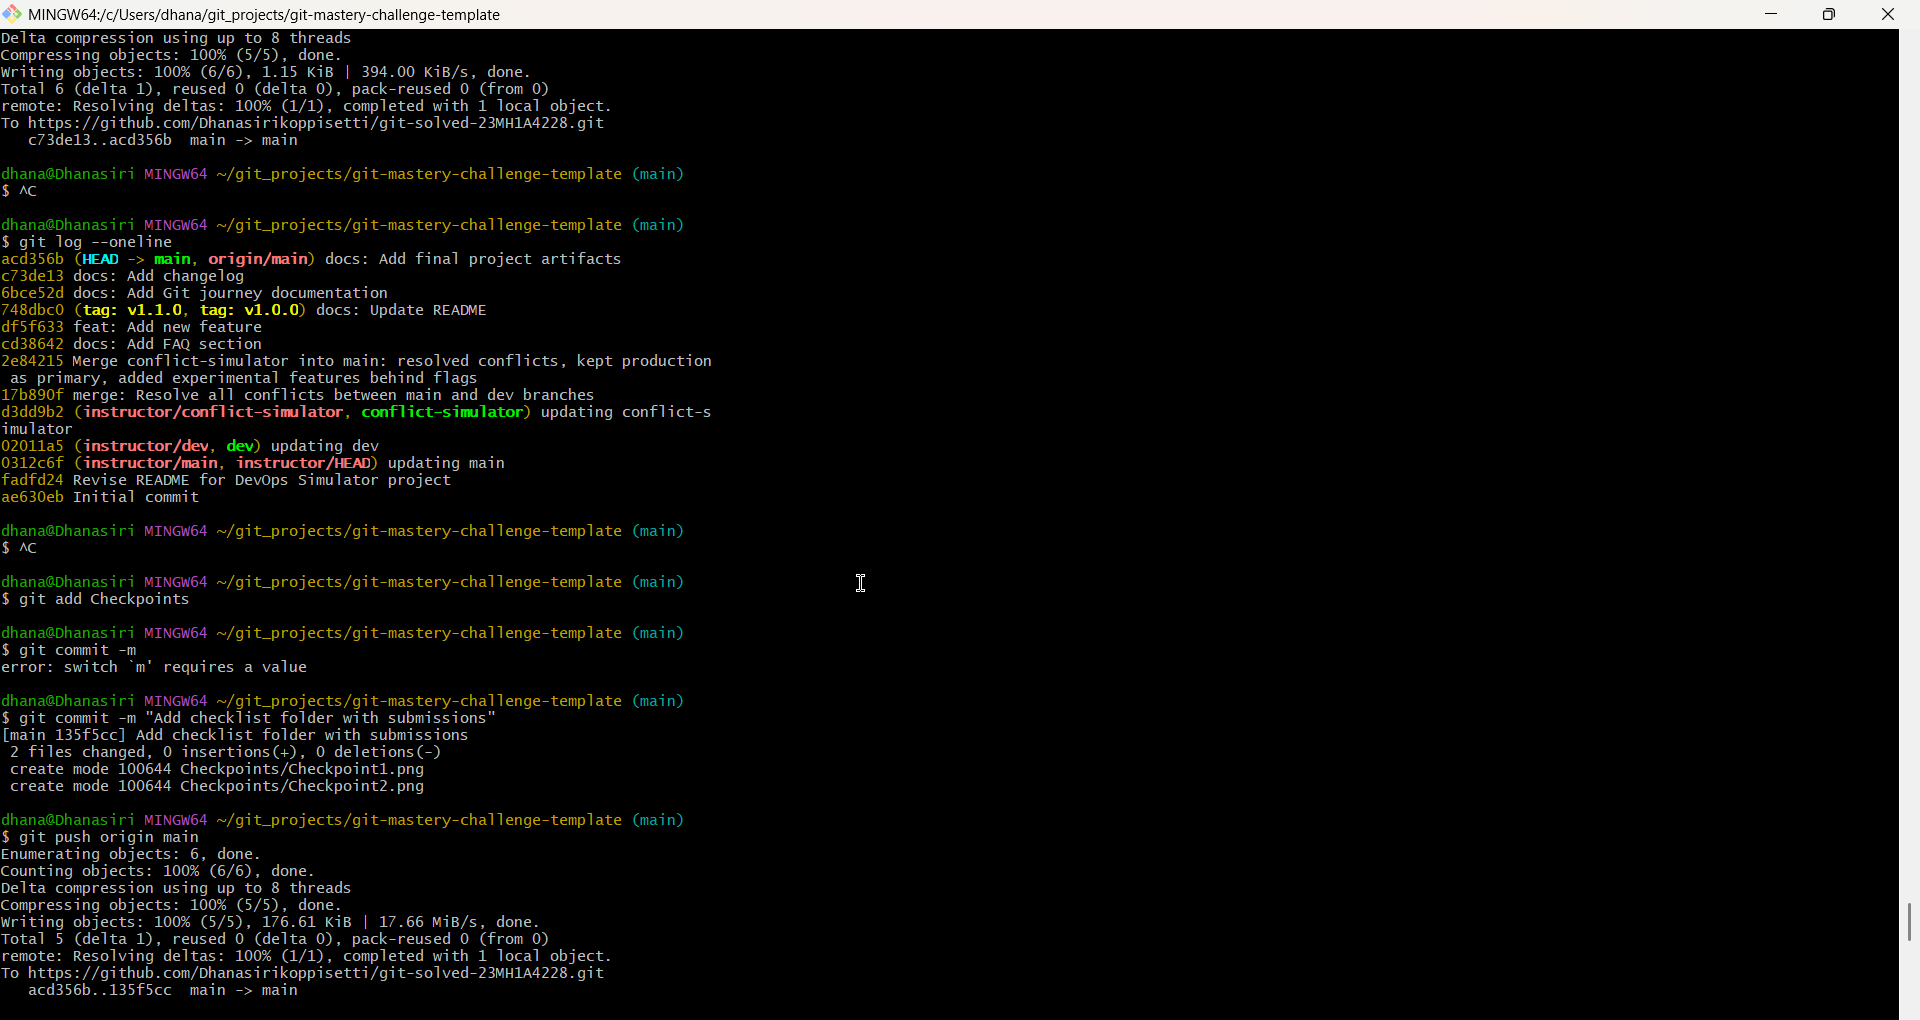 MINGW64:/c/Users/dhana/git_projects/git-mastery-challenge-template
Delta compression using up to 8 threads
Compressing objects: 100% (5/5), done.
Writing objects: 100% (6/6), 1.15 KiB | 394.00 KiB/s, done.
Total 6 (delta 1), reused 0 (delta 0), pack-reused 0 (from 0)
remote: Resolving deltas: 100% (1/1), completed with 1 local object.
To https://github.com/Dhanasirikoppisetti/git-solved-23MH1A4228.git
   c73de13..acd356b  main -> main

dhana@Dhanasiri MINGW64 ~/git_projects/git-mastery-challenge-template (main)
$ ^C

dhana@Dhanasiri MINGW64 ~/git_projects/git-mastery-challenge-template (main)
$ git log --oneline
acd356b (HEAD -> main, origin/main) docs: Add final project artifacts
c73de13 docs: Add changelog
6bce52d docs: Add Git journey documentation
748dbc0 (tag: v1.1.0, tag: v1.0.0) docs: Update README
df5f633 feat: Add new feature
cd38642 docs: Add FAQ section
2e84215 Merge conflict-simulator into main: resolved conflicts, kept production
 as primary, added experimental features behind flags
17b890f merge: Resolve all conflicts between main and dev branches
d3dd9b2 (instructor/conflict-simulator, conflict-simulator) updating conflict-s
imulator
02011a5 (instructor/dev, dev) updating dev
0312c6f (instructor/main, instructor/HEAD) updating main
fadfd24 Revise README for DevOps Simulator project
ae630eb Initial commit

dhana@Dhanasiri MINGW64 ~/git_projects/git-mastery-challenge-template (main)
$ ^C

dhana@Dhanasiri MINGW64 ~/git_projects/git-mastery-challenge-template (main)
$ git add Checkpoints

dhana@Dhanasiri MINGW64 ~/git_projects/git-mastery-challenge-template (main)
$ git commit -m
error: switch `m' requires a value

dhana@Dhanasiri MINGW64 ~/git_projects/git-mastery-challenge-template (main)
$ git commit -m "Add checklist folder with submissions"
[main 135f5cc] Add checklist folder with submissions
 2 files changed, 0 insertions(+), 0 deletions(-)
 create mode 100644 Checkpoints/Checkpoint1.png
 create mode 100644 Checkpoints/Checkpoint2.png

dhana@Dhanasiri MINGW64 ~/git_projects/git-mastery-challenge-template (main)
$ git push origin main
Enumerating objects: 6, done.
Counting objects: 100% (6/6), done.
Delta compression using up to 8 threads
Compressing objects: 100% (5/5), done.
Writing objects: 100% (5/5), 176.61 KiB | 17.66 MiB/s, done.
Total 5 (delta 1), reused 0 (delta 0), pack-reused 0 (from 0)
remote: Resolving deltas: 100% (1/1), completed with 1 local object.
To https://github.com/Dhanasirikoppisetti/git-solved-23MH1A4228.git
   acd356b..135f5cc  main -> main